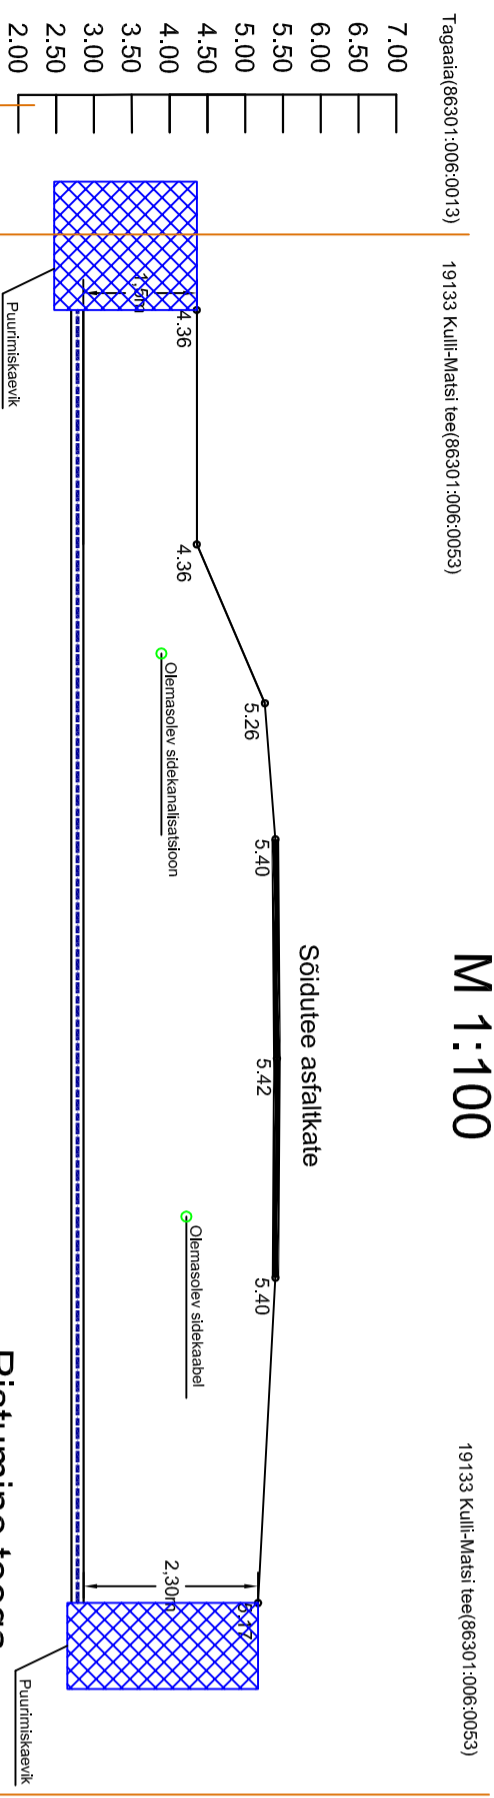 M 1:100
Tagaaia(86301:006:0013)
19133 Kulli-Matsi tee(86301:006:0053)
19133 Kulli-Matsi tee(86301:006:0053)
7.00
6.50
6.00
5.50
5.00
4.50
4.00
3.50
3.00
2.50
2.00
Sõidutee asfaltkate
4.36
4.36
5.26
5.40
5.42
5.40
5.17
1,5m
2,30m
Olemasolev sidekanalisatsioon
Olemasolev sidekaabel
Puurimiskaevik
Puurimiskaevik